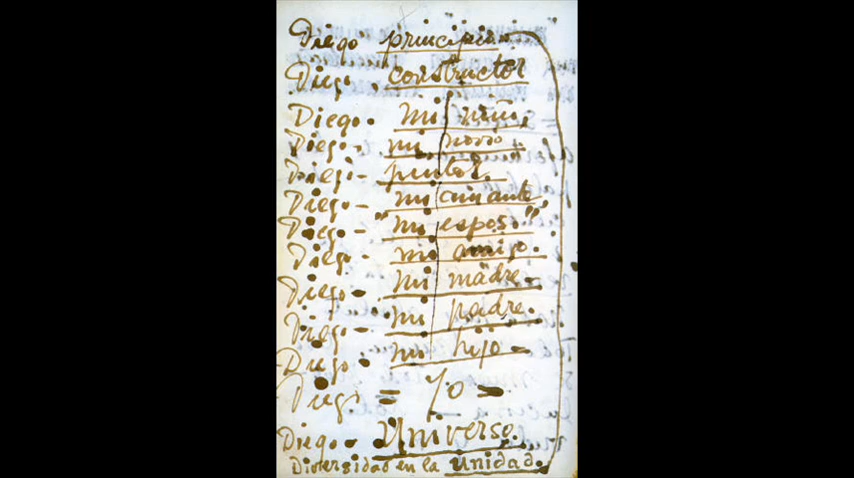 Diego principio
Diego constructor
Diego. mi niño,
Diego- mi novio.
Diego- pintor.
Diego- mi amante,
Diego- "mi esposo",
Diego- mi amigo.
Diego- mi madre-
Diego- mi padre.
Diego. mi hijo-
Diego = Yo -
Diego- Universo.
Diversidad en la Unidad.